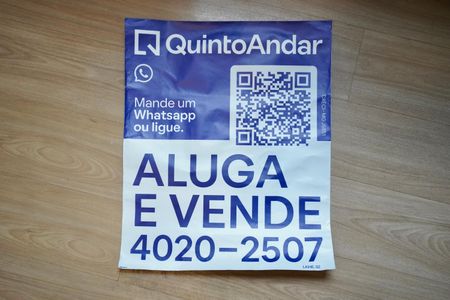 QuintoAndar
Mande um
Whatsapp
ou ligue.
ALUGA
E VENDE
4020-2507